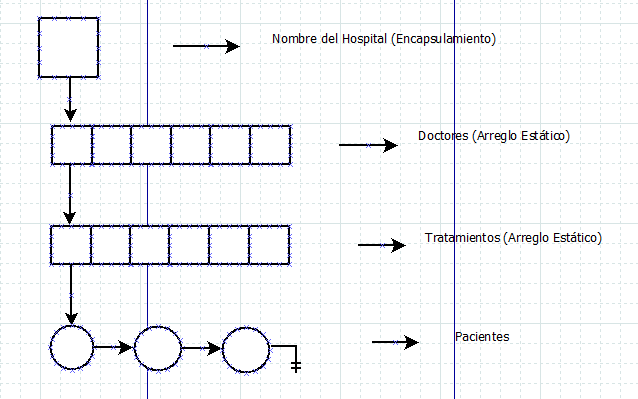 Nombre del Hospital (Encapsulamiento)
Doctores (Arreglo Estático)
Tratamientos (Arreglo Estático)
Pacientes